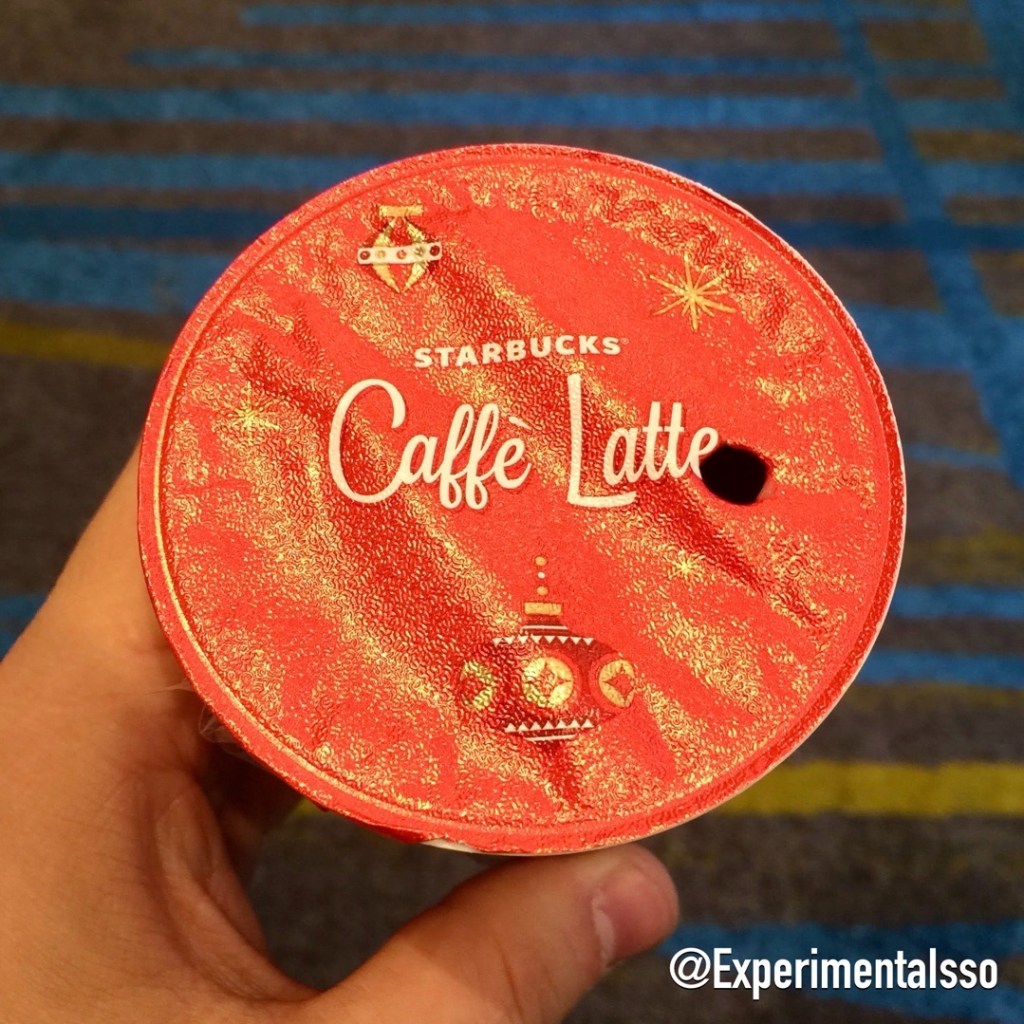 STARBUCKS®
Caffè Latte
@Experimentalsso